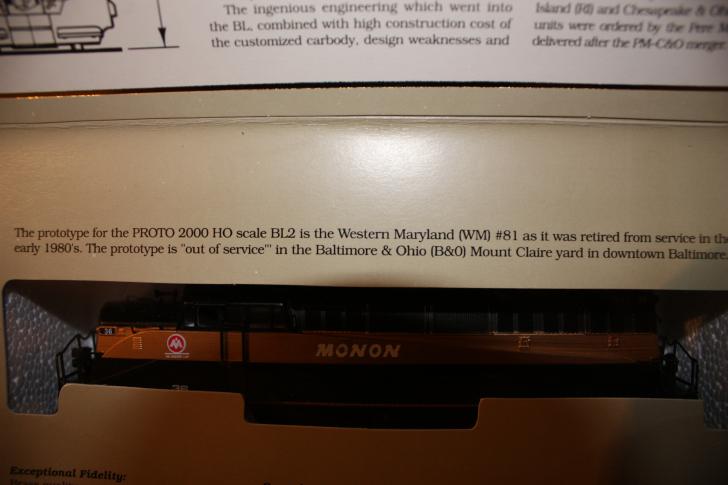 The ingenious engineering which went into
the BL, combined with high construction cost of
the customized carbody, design weaknesses and
Island (RI) and Chesapeake & O
units were ordered by the Pere M
delivered after the PM-C&O merger
The prototype for the PROTO 2000 HO scale BL2 is the Western Maryland (WM) #81 as it was retired from service in the
early 1980's. The prototype is "out of service"' in the Baltimore & Ohio (B&O) Mount Claire yard in downtown Baltimore.
36
MONON
36
Exceptional Fidelity: